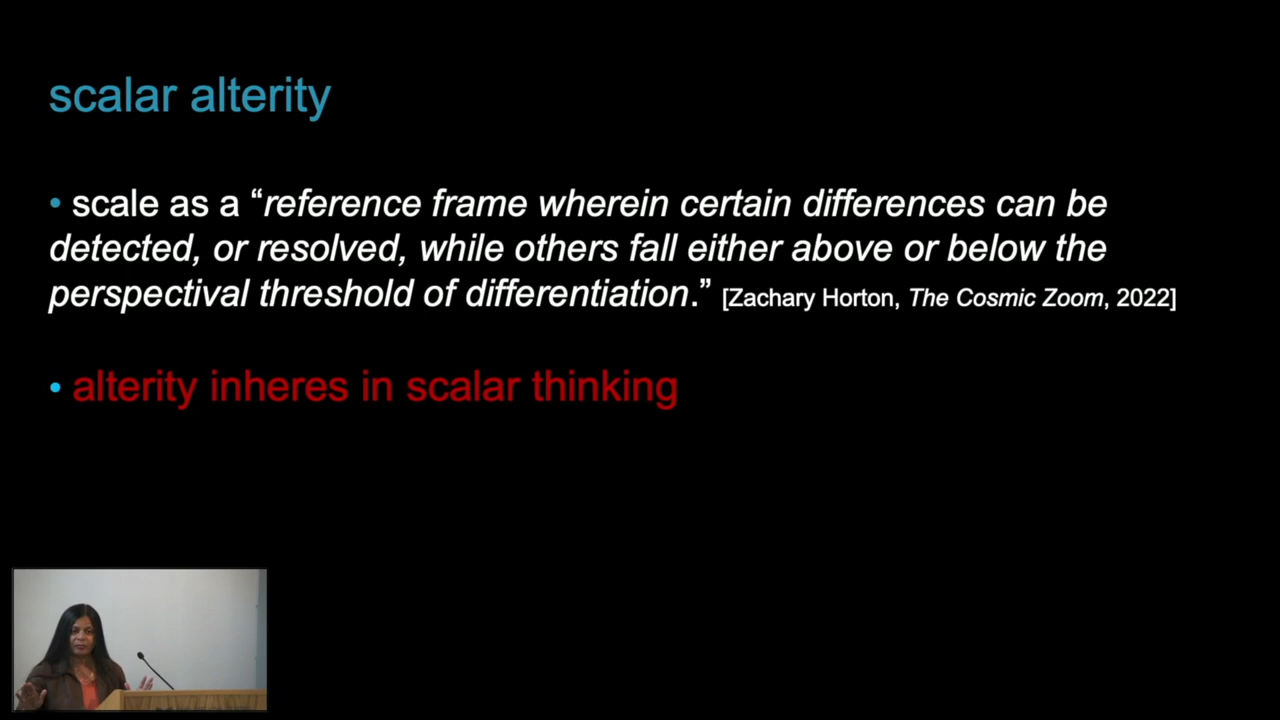 scalar alterity
• scale as a “reference frame wherein certain differences can be
detected, or resolved, while others fall either above or below the
perspectival threshold of differentiation.” [Zachary Horton, The Cosmic Zoom, 2022]
• alterity inheres in scalar thinking